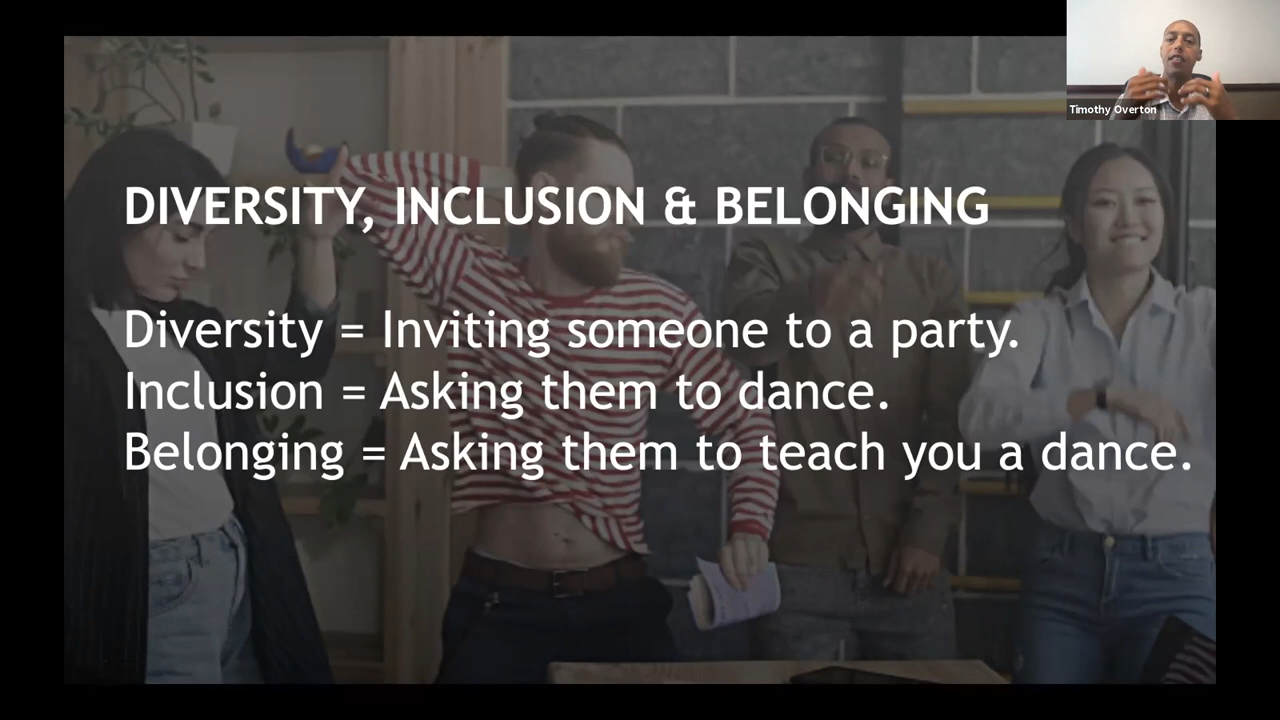 Timothy Overton
DIVERSITY, INCLUSION & BELONGING
Diversity = Inviting someone to a party.
Inclusion = Asking them to dance.
Belonging = Asking them to teach you a dance.